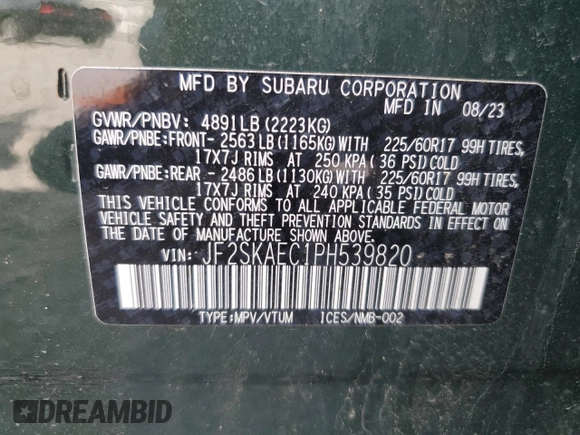 MFD BY SUBARU CORPORATION
MFD IN 08/23
GVWR/PNBV: 4891LB (2223KG)
GAWR/PNBE:FRONT- 2563LB (1165KG) WITH 225/60R17 99H TIRES,
17X7J RIMS AT 250 KPA ( 36 PSI) COLD
GAWR/PNBE:REAR - 2486LB (1130KG) WITH 225/60R17 99H TIRES,
17X7J RIMS AT 240 KPA ( 35 PSI) COLD
THIS VEHICLE CONFORMS TO ALL APPLICABLE FEDERAL MOTOR
VEHICLE SAFETY AND THEFT PREVENTION STANDARDS IN EFFECT
ON THE DATE OF MANUFACTURE SHOWN ABOVE.
VIN: JF2SKAEC1PH539820
TYPE:MPV/VTUM ICES/NMB-002
DREAMBID